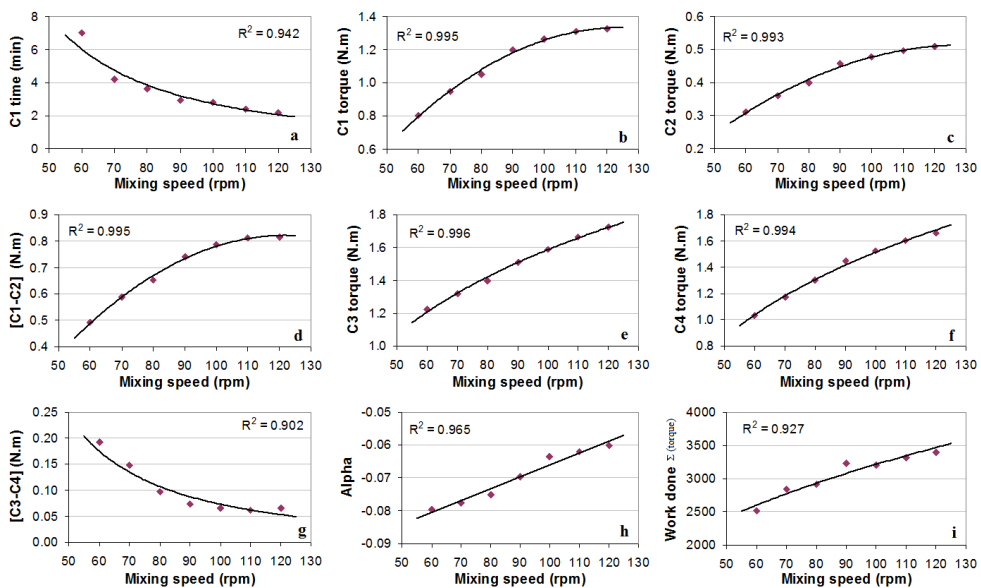 C1 time (min)
8
6
4
2
0
R² = 0.942
a
50 60 70 80 90 100 110 120 130
Mixing speed (rpm)
C1 torque (N.m)
1.4
1.2
1.0
0.8
0.6
R² = 0.995
b
50 60 70 80 90 100 110 120 130
Mixing speed (rpm)
C2 torque (N.m)
0.6
0.5
0.4
0.3
0.2
R² = 0.993
c
50 60 70 80 90 100 110 120 130
Mixing speed (rpm)
[C1-C2] (N.m)
0.9
0.8
0.7
0.6
0.5
0.4
R² = 0.995
d
50 60 70 80 90 100 110 120 130
Mixing speed (rpm)
C3 torque (N.m)
1.8
1.6
1.4
1.2
1.0
R² = 0.996
e
50 60 70 80 90 100 110 120 130
Mixing speed (rpm)
C4 torque (N.m)
1.8
1.6
1.4
1.2
1.0
0.8
R² = 0.994
f
50 60 70 80 90 100 110 120 130
Mixing speed (rpm)
[C3-C4] (N.m)
0.25
0.20
0.15
0.10
0.05
0.00
R² = 0.902
g
50 60 70 80 90 100 110 120 130
Mixing speed (rpm)
Alpha
-0.05
-0.06
-0.07
-0.08
-0.09
R² = 0.965
h
50 60 70 80 90 100 110 120 130
Mixing speed (rpm)
Work done Σ (torque)
4000
3500
3000
2500
2000
R² = 0.927
i
50 60 70 80 90 100 110 120 130
Mixing speed (rpm)